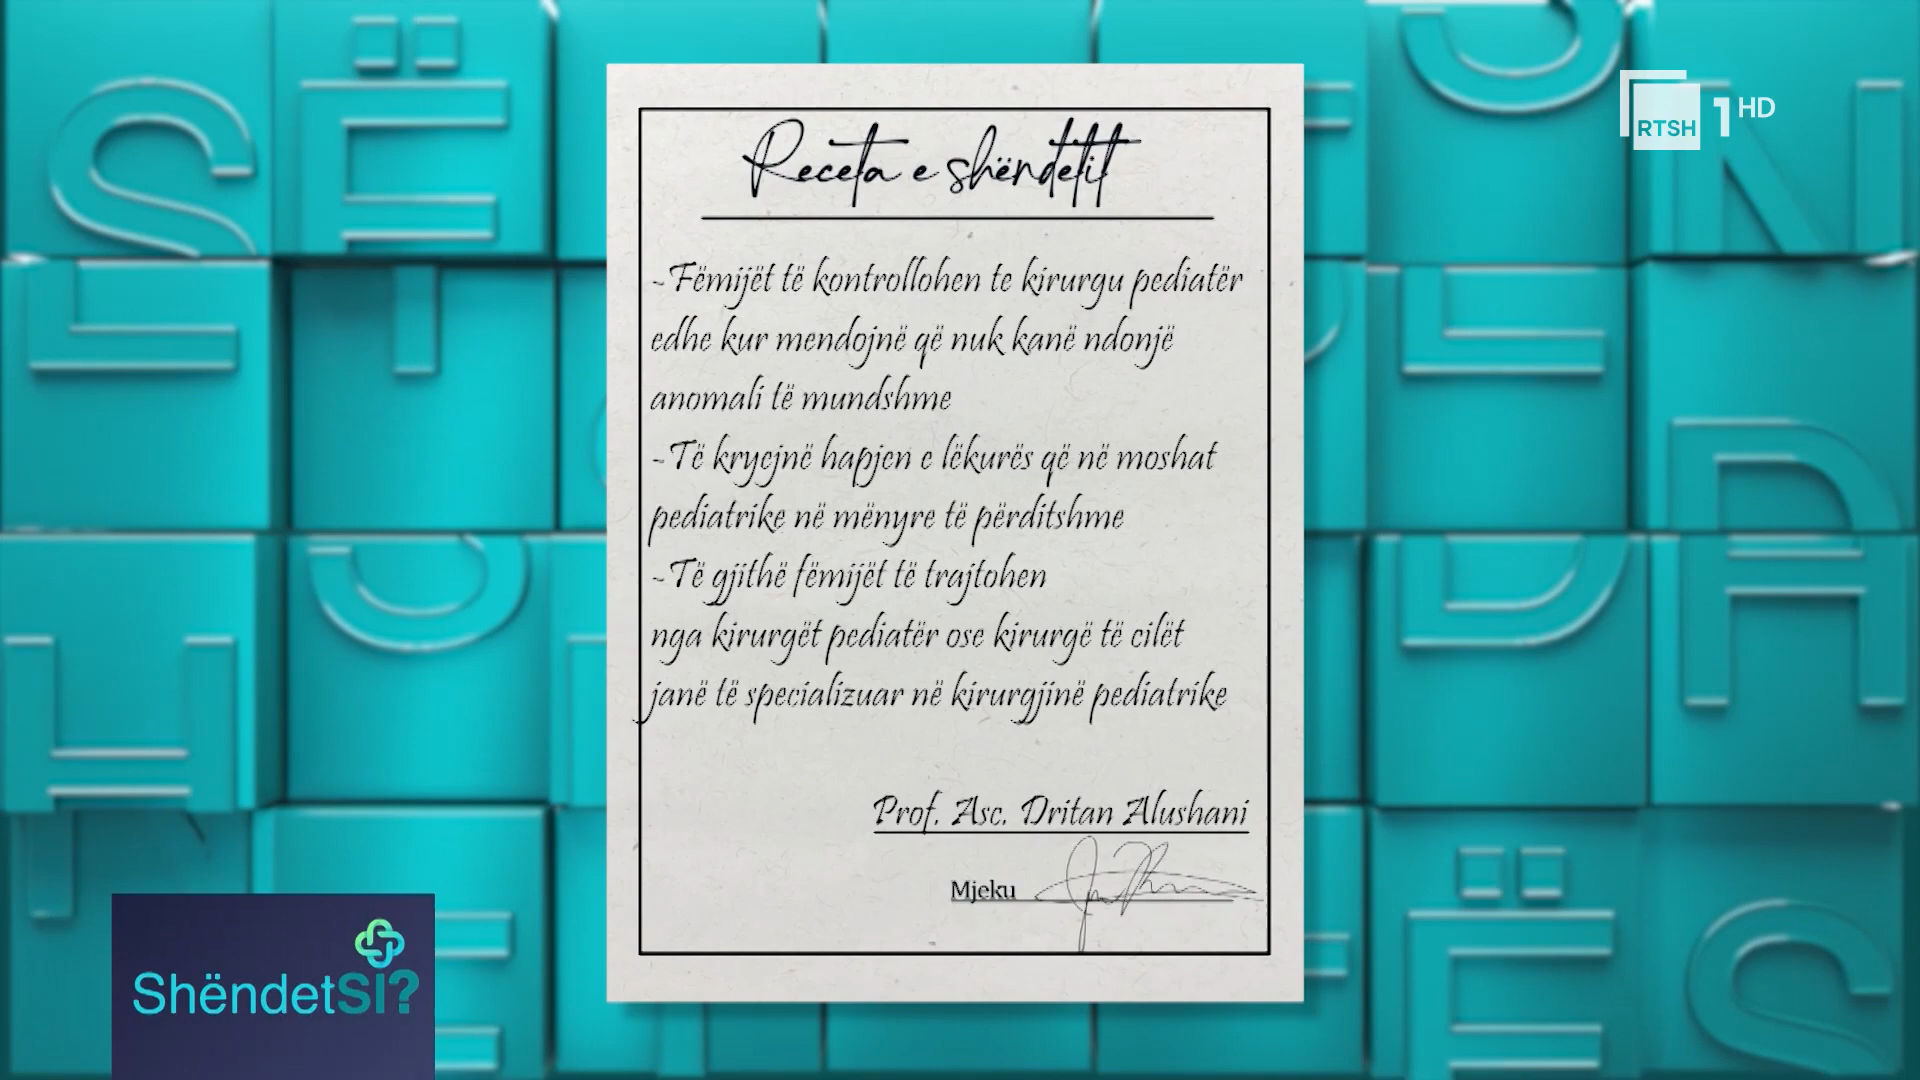 RTSH 1 HD
Receta e shëndetit
-Fëmijët të kontrollohen te kirurgu pediatër
edhe kur mendojnë që nuk kanë ndonjë
anomali të mundshme
-Të kryejnë hapjen e lëkurës që në moshat
pediatrike në mënyre të përditshme
-Të gjithë fëmijët të trajtohen
nga kirurgët pediatër ose kirurgë të cilët
janë të specializuar në kirurgjinë pediatrike
Prof. Asc. Dritan Alushani
Mjeku
ShëndetSI?